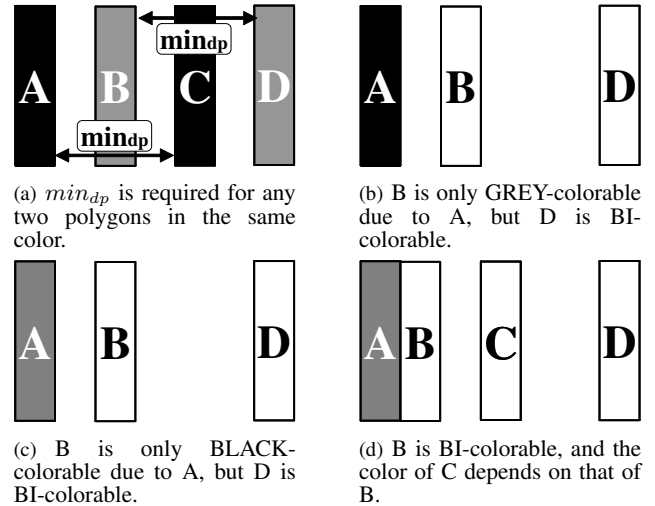 A B C D
min_dp
min_dp
(a) min_dp is required for any
two polygons in the same
color.
A B D
(b) B is only GREY-colorable
due to A, but D is BI-
colorable.
A B D
(c) B is only BLACK-
colorable due to A, but D is
BI-colorable.
A B C D
(d) B is BI-colorable, and the
color of C depends on that of
B.